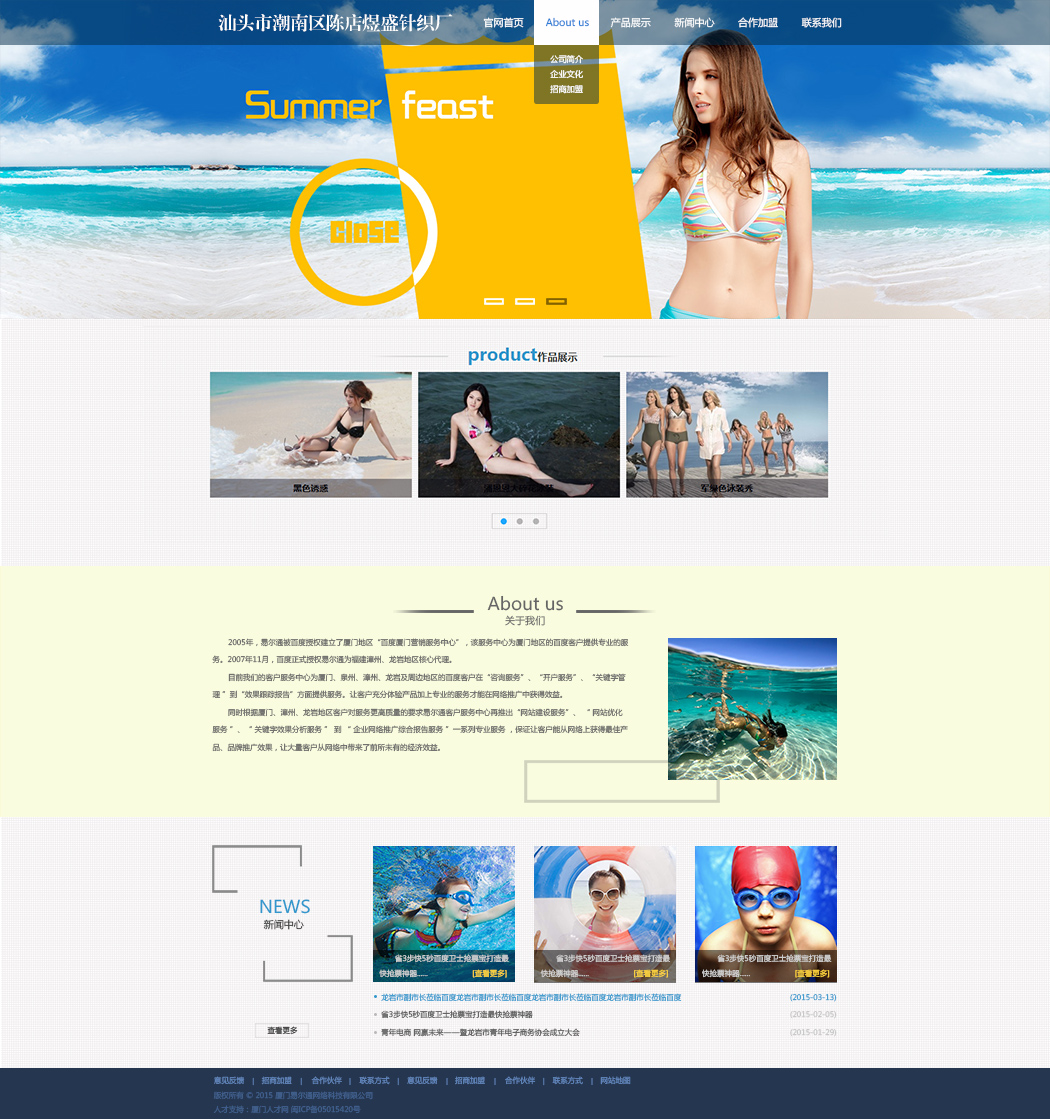 汕头市潮南区陈店煜盛针织厂
官网首页 About us 产品展示 新闻中心 合作加盟 联系我们
公司简介
企业文化
招商加盟
Summer feast
Close
product作品展示
黑色诱惑
军绿色泳装秀
About us
关于我们
2005年，恳尔通被百度授权建立了厦门地区“百度厦门营销服务中心”，该服务中心为厦门地区的百度客户提供专业的服
务。2007年11月，百度正式授权恳尔通为福建漳州、龙岩地区核心代理。
目前我们的客户服务中心为厦门、泉州、漳州、龙岩及周边地区的百度客户在“咨询服务”、“开户服务”、“关键字管
理 ”到“效果跟踪报告”方面提供服务。让客户充分体验产品加上专业的服务才能在网络推广中获得效益。
同时根据厦门、漳州、龙岩地区客户对服务更高质量的要求恳尔通客户服务中心再推出“网站建设服务”、“ 网站优化
服务 ”、“ 关键字效果分析服务 ” 到 “ 企业网络推广综合报告服务 ”一系列专业服务，保证让客户能从网络上获得最佳产
品、品牌推广效果，让大量客户从网络中带来了前所未有的经济效益。
NEWS
新闻中心
查看更多
省3步快5秒百度卫士抢票宝打造最
快抢票神器..... [查看更多]
省3步快5秒百度卫士抢票宝打造最
快抢票神器..... [查看更多]
省3步快5秒百度卫士抢票宝打造最
快抢票神器..... [查看更多]
龙岩市副市长莅临百度龙岩市副市长莅临百度龙岩市副市长莅临百度龙岩市副市长莅临百度 (2015-03-13)
省3步快5秒百度卫士抢票宝打造最快抢票神器 (2015-02-05)
青年电商 网赢未来——暨龙岩市青年电子商务协会成立大会 (2015-01-29)
意见反馈 | 招商加盟 | 合作伙伴 | 联系方式 | 意见反馈 | 招商加盟 | 合作伙伴 | 联系方式 | 网站地图
版权所有 © 2015 厦门恳尔通网络科技有限公司
人才支持：厦门人才网 闽ICP备05015420号